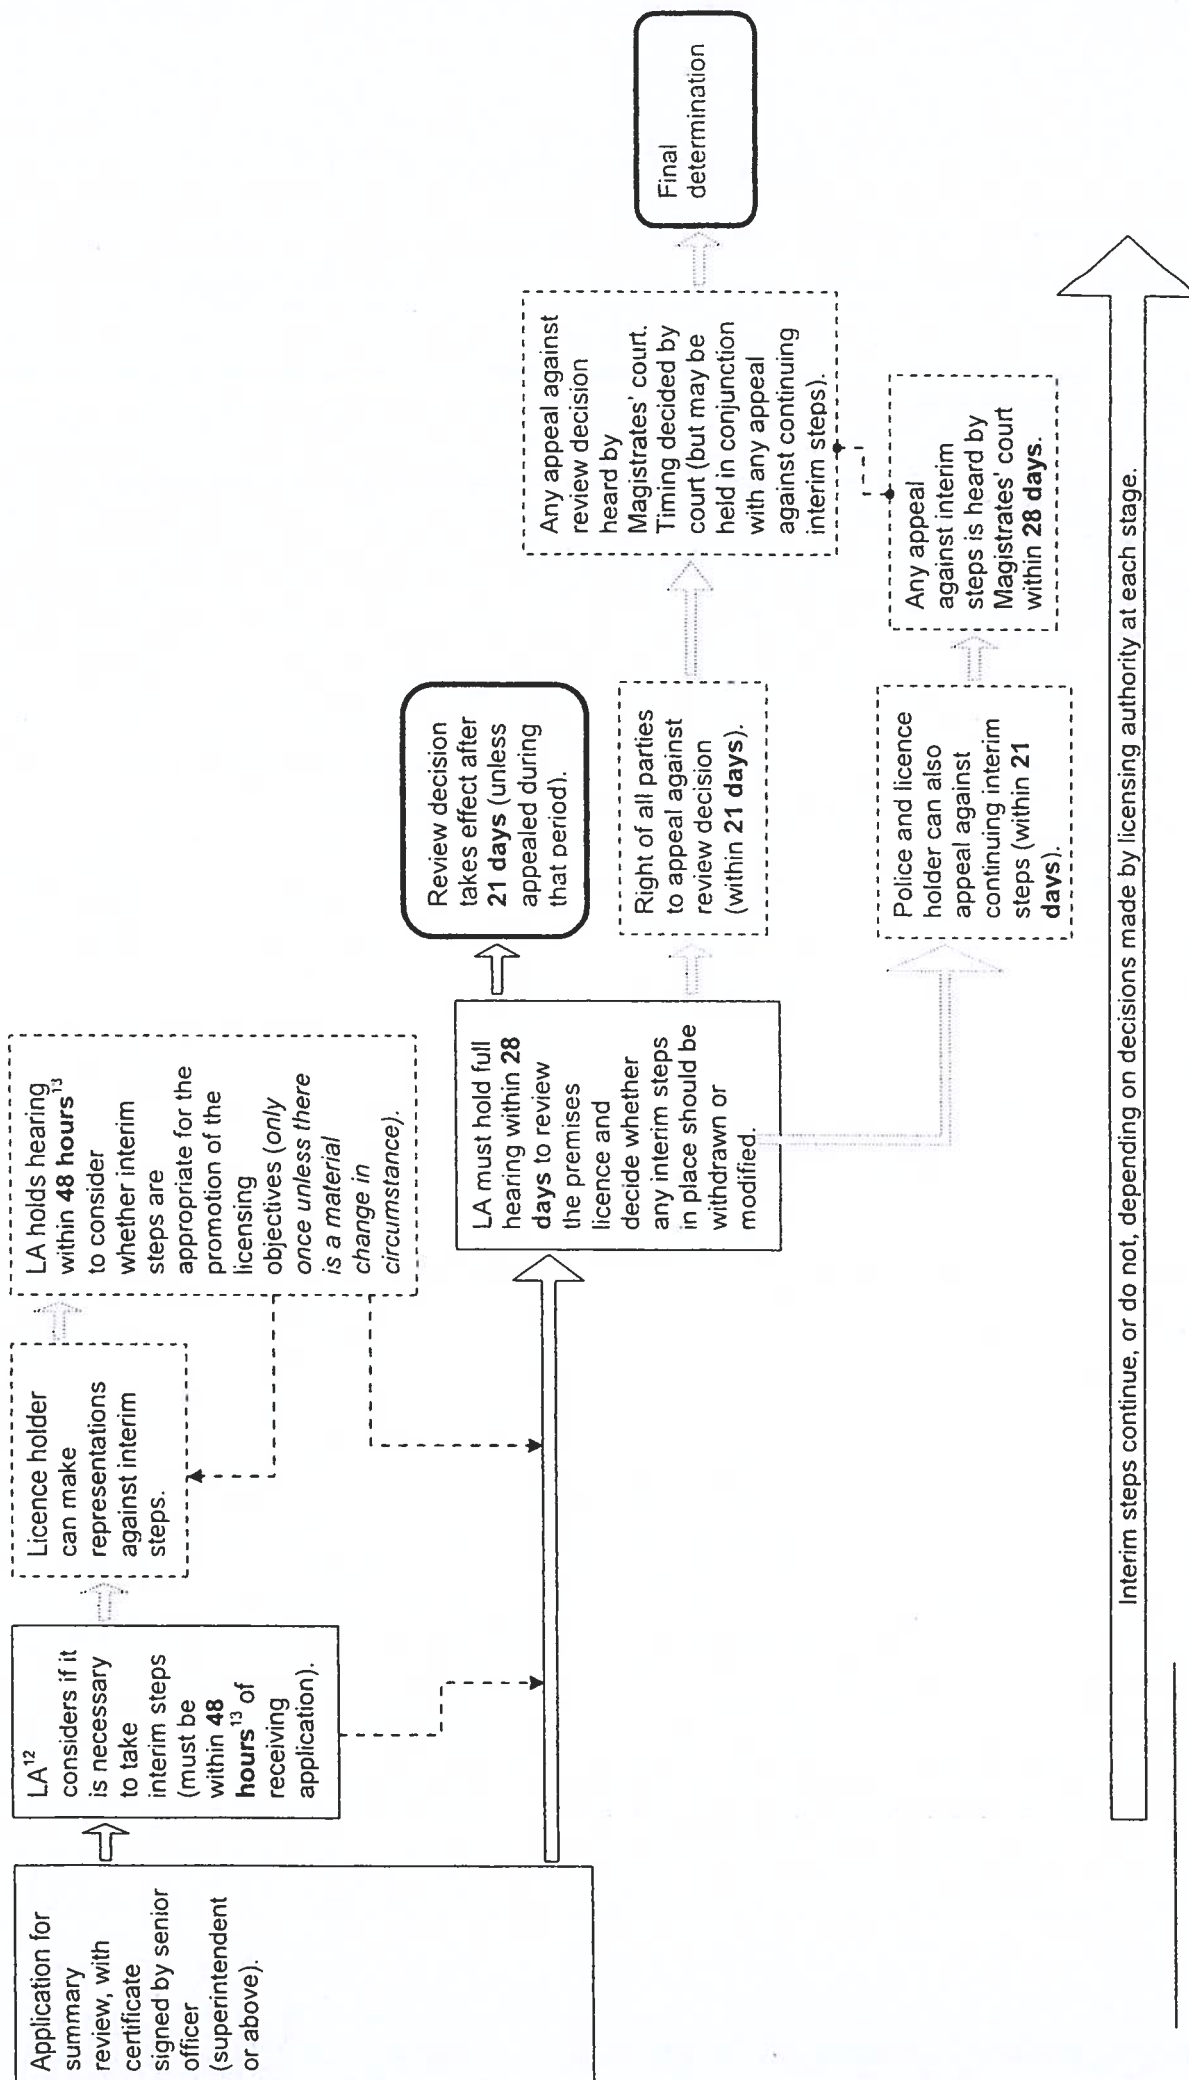 Application for
summary
review, with
certificate
signed by senior
officer
(superintendent
or above).
LA12
considers if it
is necessary
to take
interim steps
(must be
within 48
hours13 of
receiving
application).
Licence holder
can make
representations
against interim
steps.
LA holds hearing
within 48 hours13
to consider
whether interim
steps are
appropriate for the
promotion of the
licensing
objectives (only
once unless there
is a material
change in
circumstance).
LA must hold full
hearing within 28
days to review
the premises
licence and
decide whether
any interim steps
in place should be
withdrawn or
modified.
Review decision
takes effect after
21 days (unless
appealed during
that period).
Right of all parties
to appeal against
review decision
(within 21 days).
Police and licence
holder can also
appeal against
continuing interim
steps (within 21
days).
Any appeal against
review decision
heard by
Magistrates' court.
Timing decided by
court (but may be
held in conjunction
with any appeal
against continuing
interim steps).
Any appeal
against interim
steps is heard by
Magistrates' court
within 28 days.
Final
determination
Interim steps continue, or do not, depending on decisions made by licensing authority at each stage.